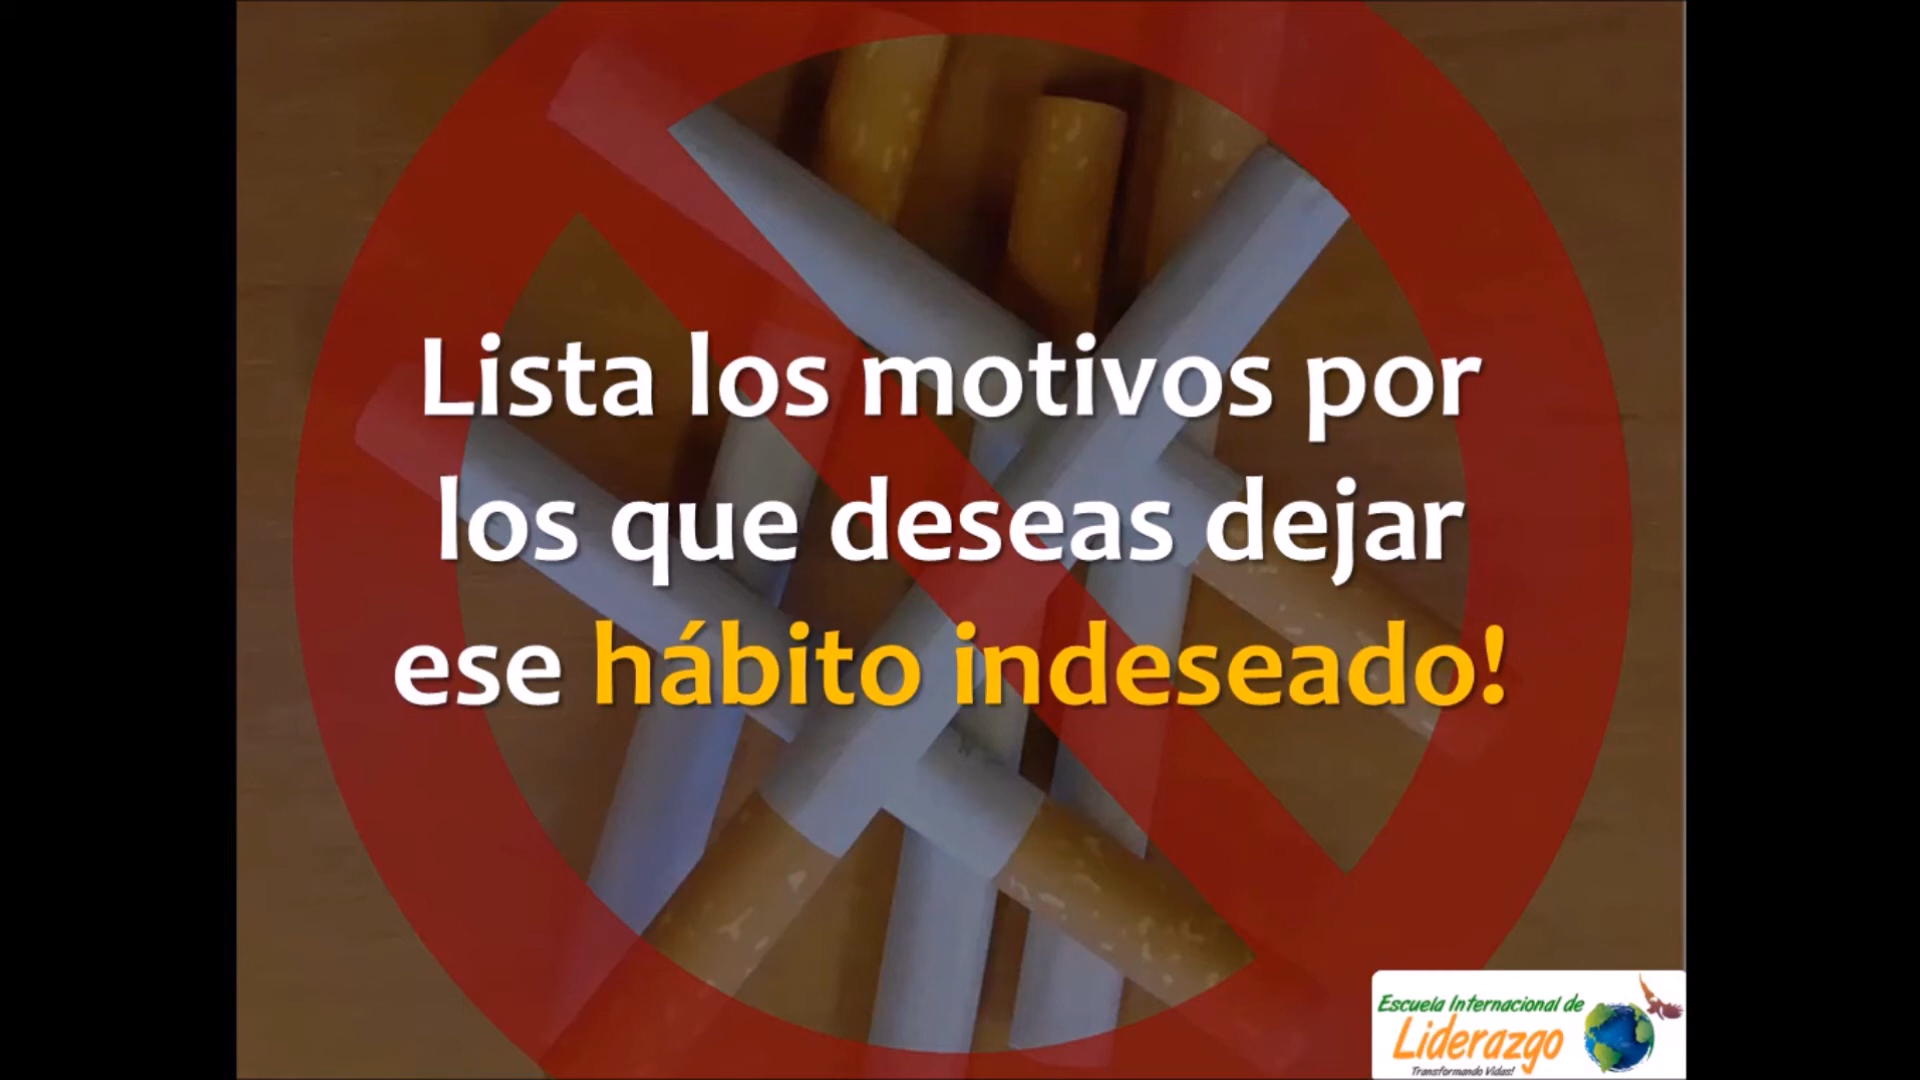 Lista los motivos por
los que deseas dejar
ese hábito indeseado!
Escuela Internacional de
Liderazgo
Transformando Vidas!